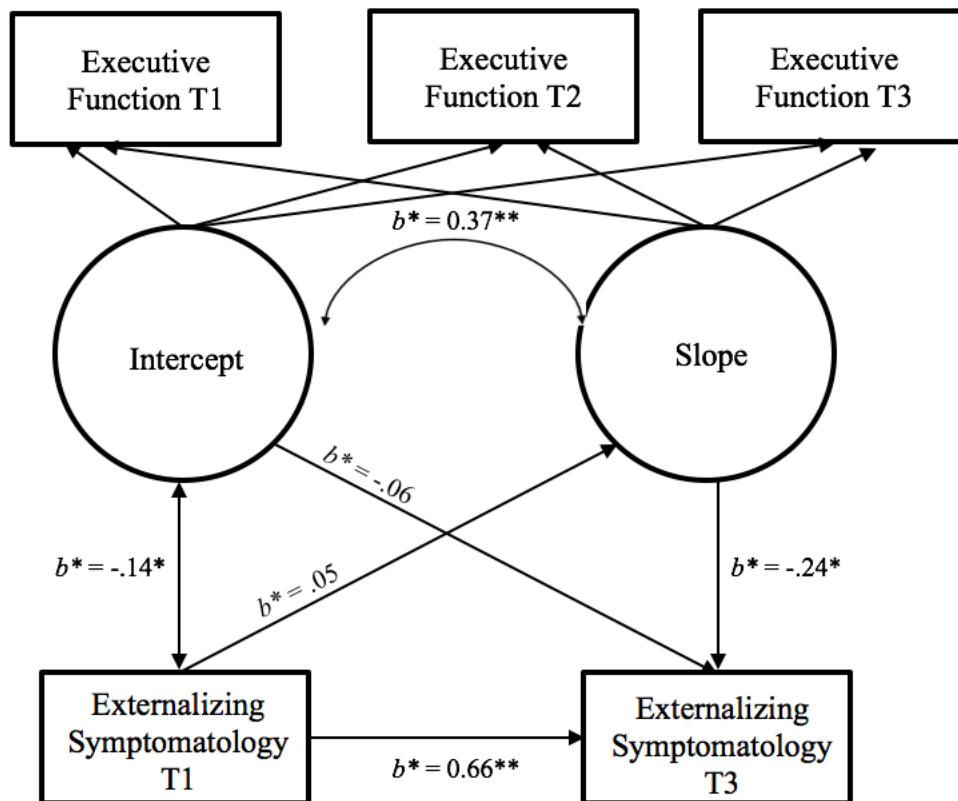 Executive
Function T1
Executive
Function T2
Executive
Function T3
b* = 0.37**
Intercept
Slope
b* = -.06
b* = .05
b* = -.14*
b* = -.24*
Externalizing
Symptomatology
T1
b* = 0.66**
Externalizing
Symptomatology
T3